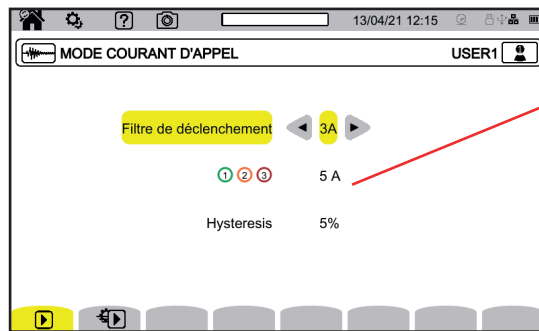 13/04/21 12:15
MODE COURANT D'APPEL USER1
Filtre de déclenchement 3A
1 2 3 5 A
Hysteresis 5%